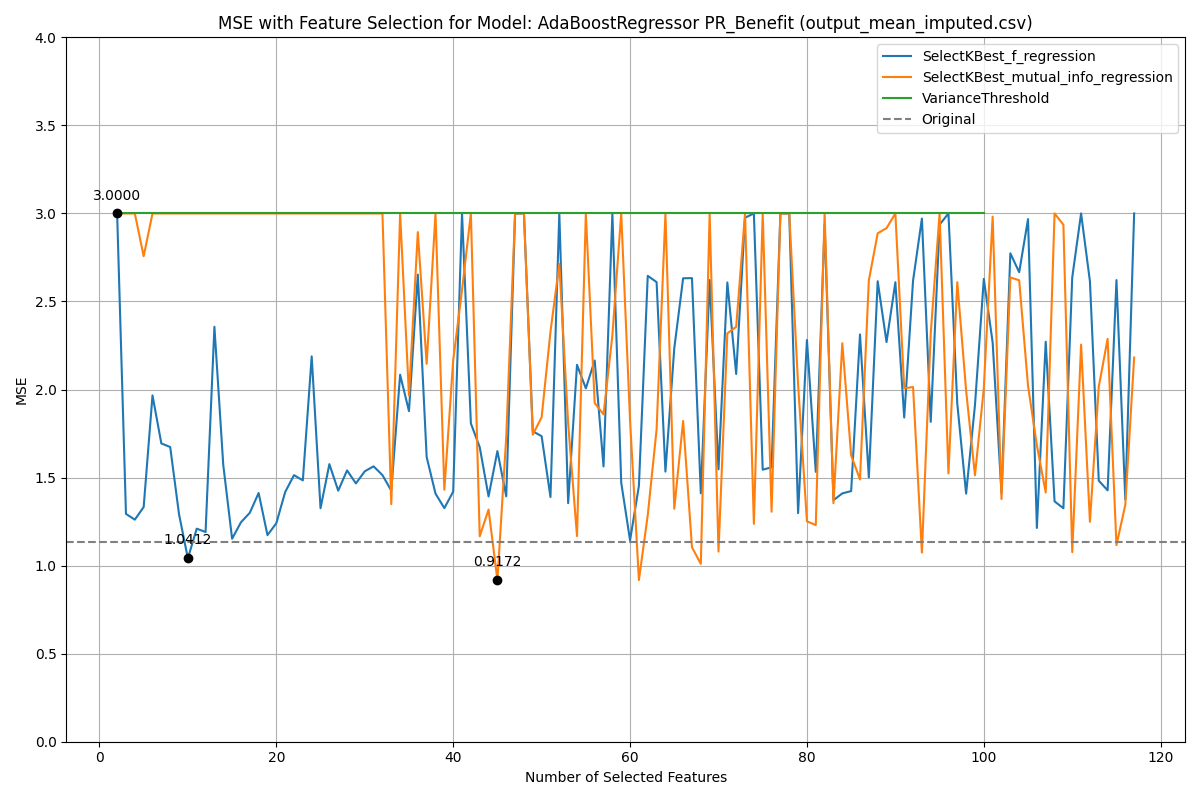 MSE with Feature Selection for Model: AdaBoostRegressor PR_Benefit (output_mean_imputed.csv)
4.0
3.5
3.0
2.5
2.0
1.5
1.0
0.5
0.0
MSE
SelectKBest_f_regression
SelectKBest_mutual_info_regression
VarianceThreshold
Original
3.0000
1.0412
0.9172
0
20
40
60
80
100
120
Number of Selected Features